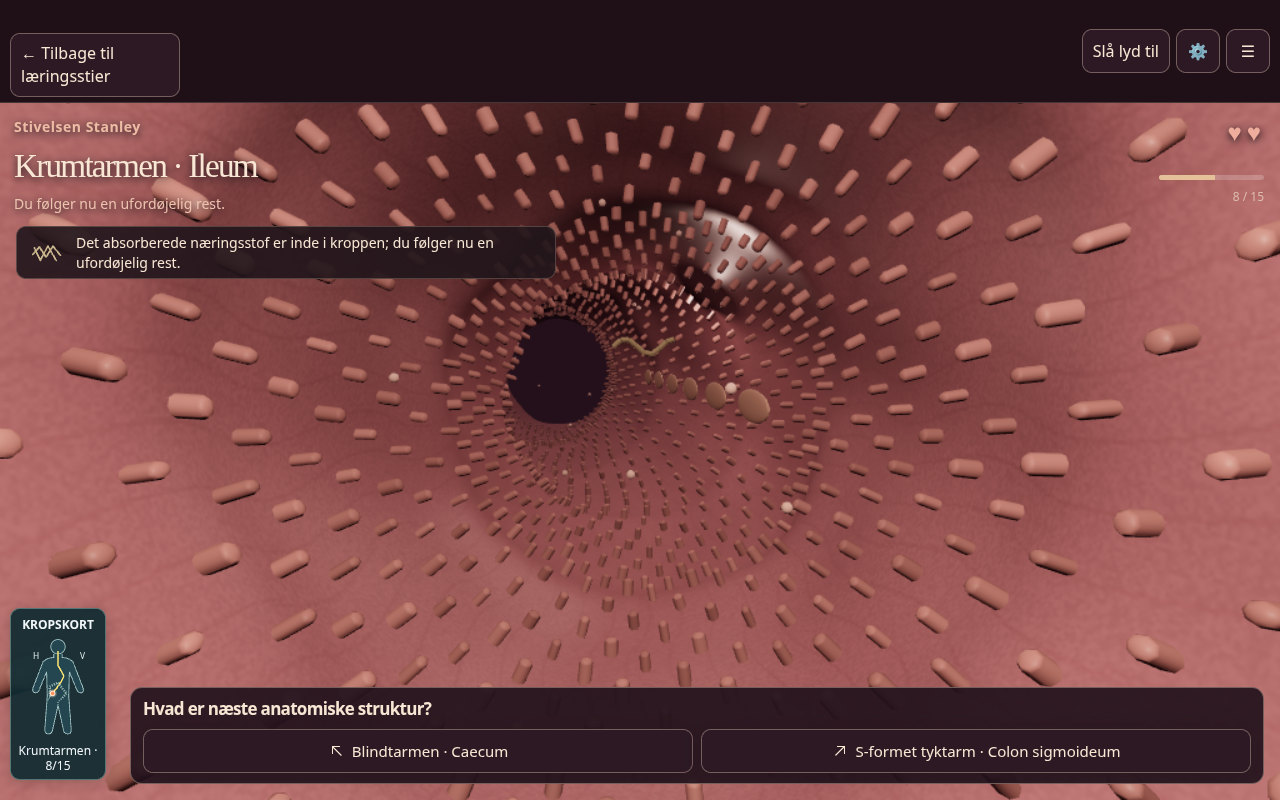 ← Tilbage til
læringsstier
Slå lyd til
⚙️
☰
Stivelsen Stanley
Krumtarmen · Ileum
Du følger nu en ufordøjelig rest.
Det absorberede næringsstof er inde i kroppen; du følger nu en
ufordøjelig rest.
♥ ♥
8 / 15
KROPSKORT
H V
Krumtarmen ·
8/15
Hvad er næste anatomiske struktur?
↖ Blindtarmen · Caecum
↗ S-formet tyktarm · Colon sigmoideum